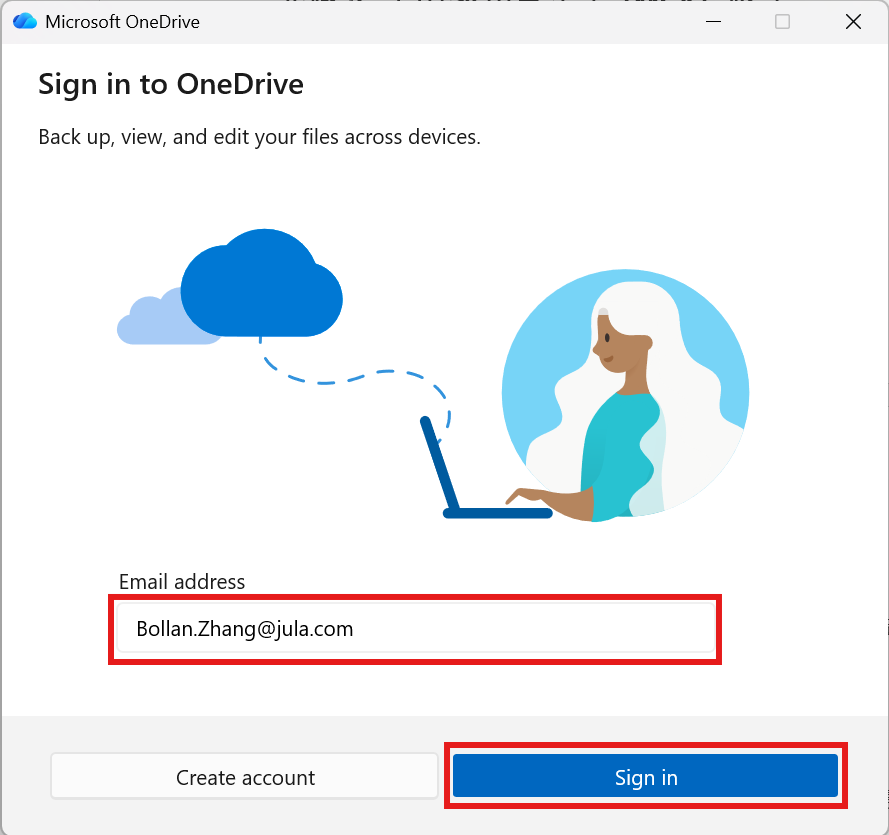 Microsoft OneDrive
Sign in to OneDrive
Back up, view, and edit your files across devices.
Email address
Bollan.Zhang@jula.com
Create account
Sign in